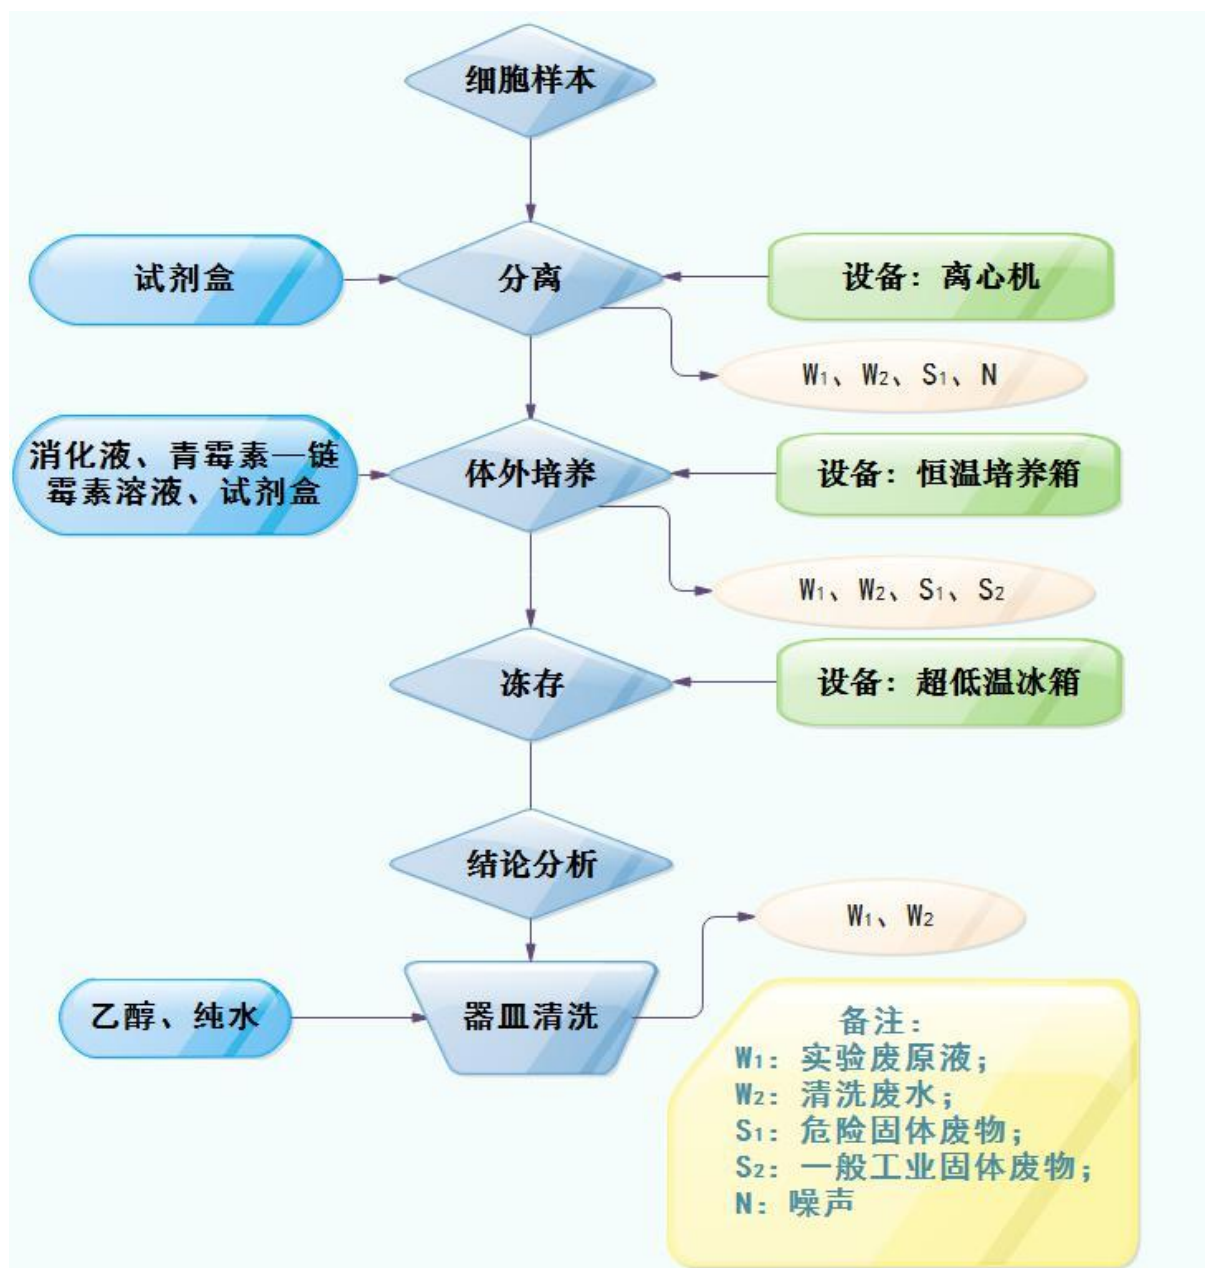 细胞样本
试剂盒
分离
设备：离心机
W₁、W₂、S₁、N
消化液、青霉素—链
霉素溶液、试剂盒
体外培养
设备：恒温培养箱
W₁、W₂、S₁、S₂
冻存
设备：超低温冰箱
结论分析
W₁、W₂
乙醇、纯水
器皿清洗
备注：
W₁：实验废原液；
W₂：清洗废水；
S₁：危险固体废物；
S₂：一般工业固体废物；
N：噪声